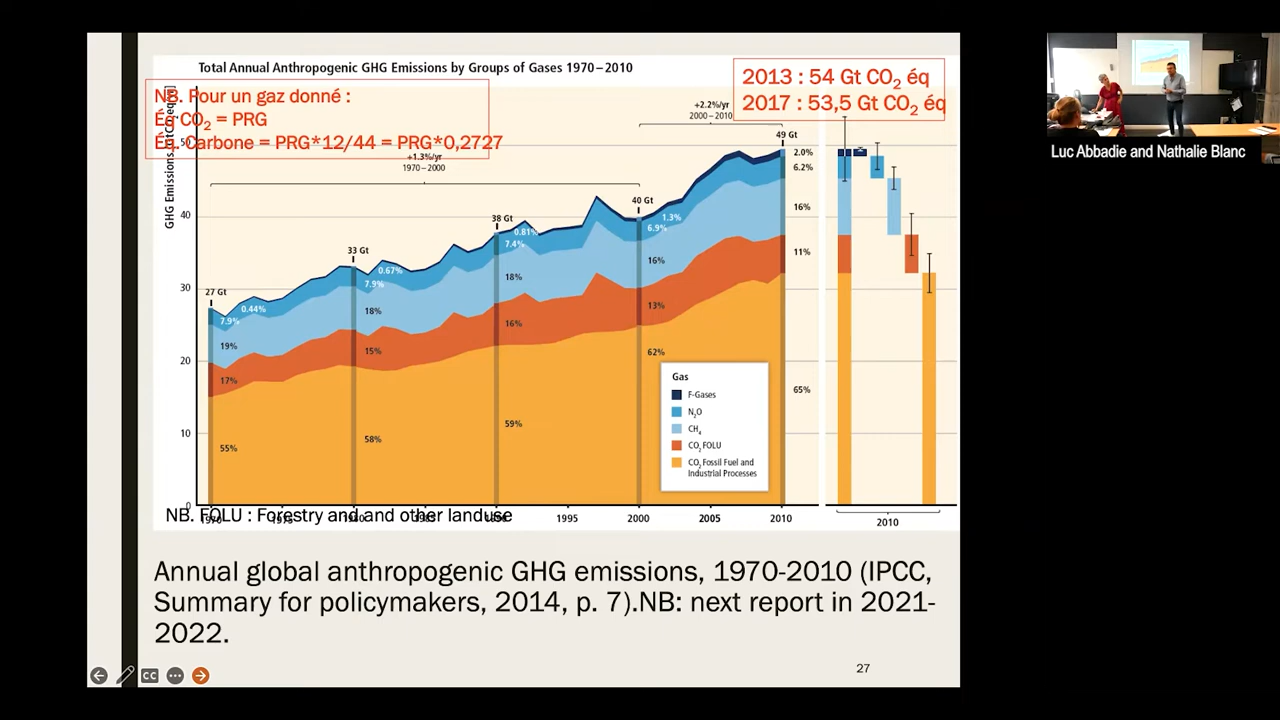 Total Annual Anthropogenic GHG Emissions by Groups of Gases 1970–2010
NB. Pour un gaz donné :
Éq. Carbone = PRG*12/44 = PRG*0,2727
2013 : 54 Gt CO2 éq
2017 : 53,5 Gt CO2 éq
GHG Emissions
+2.2%/yr
2000–2010
+1.3%/yr
1970–2000
50
40
30
20
10
0
27 Gt
33 Gt
38 Gt
40 Gt
49 Gt
0.44%
7.9%
19%
17%
55%
0.67%
7.9%
18%
15%
58%
0.81%
7.4%
18%
16%
59%
1.3%
6.9%
16%
13%
62%
2.0%
6.2%
16%
11%
65%
Gas
F-Gases
N2O
CH4
CO2 FOLU
CO2 Fossil Fuel and
Industrial Processes
1970
1975
1980
1985
1990
1995
2000
2005
2010
2010
NB. FOLU : Forestry and and other landuse
Annual global anthropogenic GHG emissions, 1970-2010 (IPCC,
Summary for policymakers, 2014, p. 7).NB: next report in 2021-
2022.
27
CC
Luc Abbadie and Nathalie Blanc